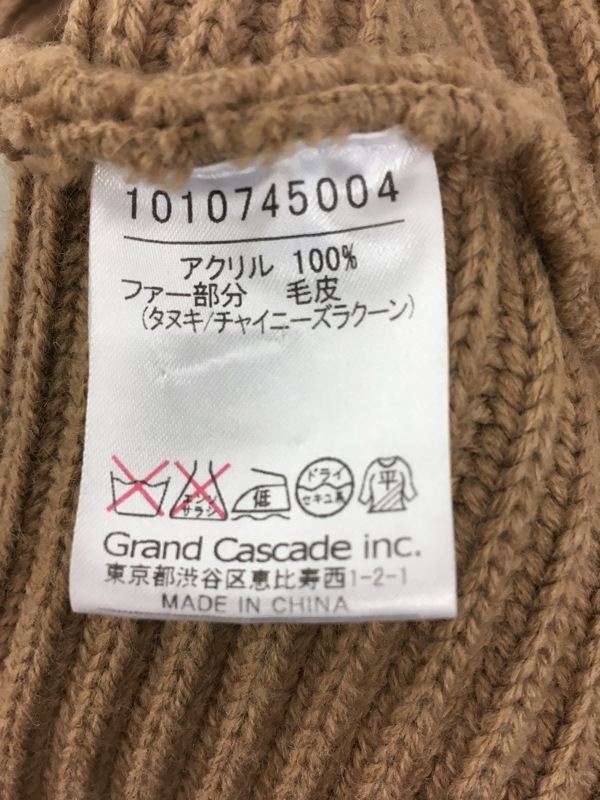 1010745004
アクリル 100%
ファー部分 毛皮
(タヌキ/チャイニーズラクーン)
エンソ
サラシ
低
ドライ
セキユ系
平
Grand Cascade inc.
東京都渋谷区恵比寿西1-2-1
MADE IN CHINA